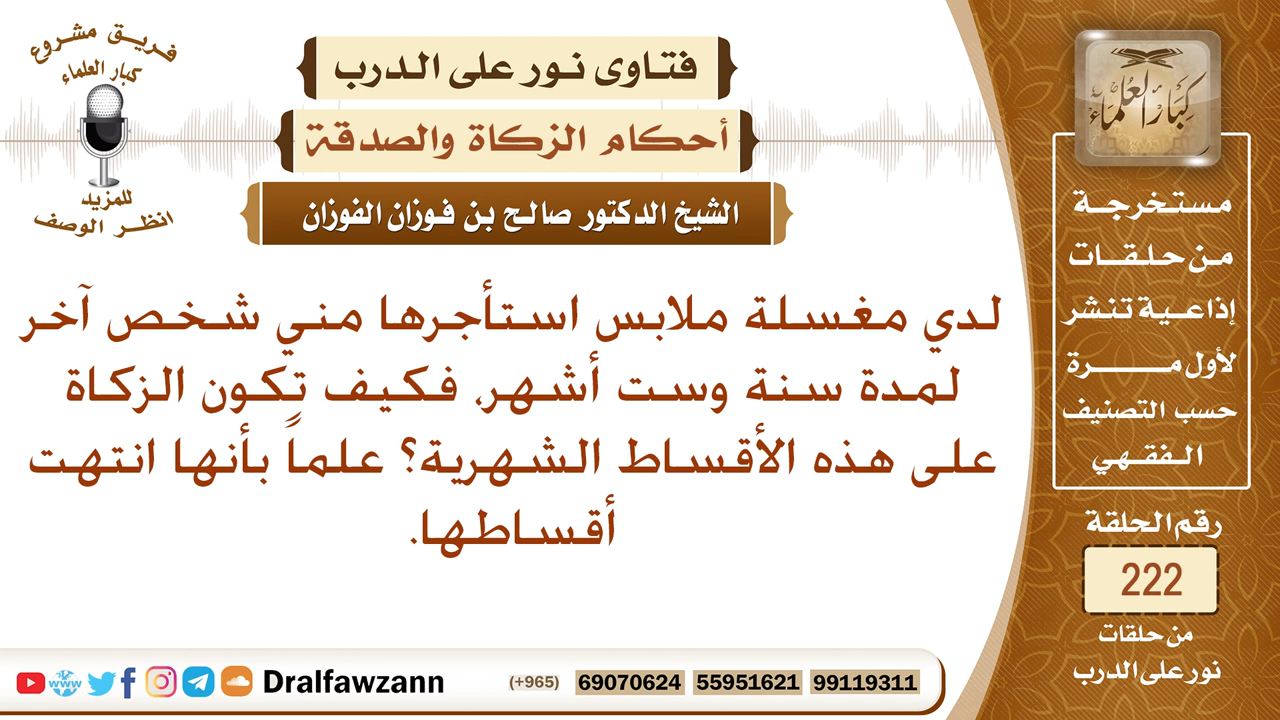 فريق مشروع
كبار العلماء
للمزيد
انظر الوصف
فتاوى نور على الدرب
أحكام الزكاة والصدقة
الشيخ الدكتور صالح بن فوزان الفوزان
لدي مغسلة ملابس استأجرها مني شخص آخر
لمدة سنة وست أشهر، فكيف تكون الزكاة
على هذه الأقساط الشهرية؟ علماً بأنها انتهت
أقساطها.
كبار العلماء
مستخرجة
من حلقات
إذاعية تنشر
لأول مرة
حسب التصنيف
الفقهي
رقم الحلقة
222
من حلقات
نور على الدرب
www
Dralfawzann
(+965) 69070624 55951621 99119311